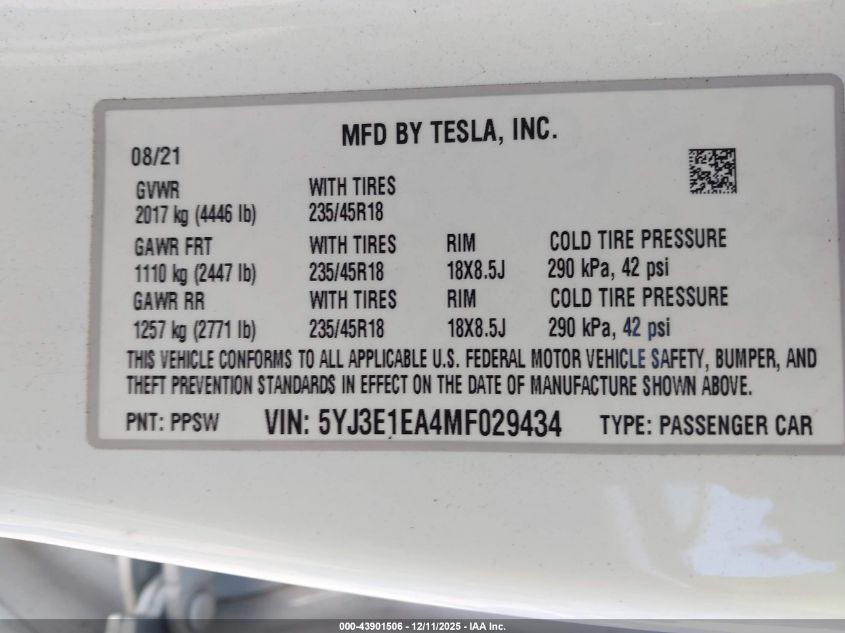 MFD BY TESLA, INC.
08/21
GVWR WITH TIRES
2017 kg (4446 lb) 235/45R18
GAWR FRT WITH TIRES RIM COLD TIRE PRESSURE
1110 kg (2447 lb) 235/45R18 18X8.5J 290 kPa, 42 psi
GAWR RR WITH TIRES RIM COLD TIRE PRESSURE
1257 kg (2771 lb) 235/45R18 18X8.5J 290 kPa, 42 psi
THIS VEHICLE CONFORMS TO ALL APPLICABLE U.S. FEDERAL MOTOR VEHICLE SAFETY, BUMPER, AND
THEFT PREVENTION STANDARDS IN EFFECT ON THE DATE OF MANUFACTURE SHOWN ABOVE.
PNT: PPSW VIN: 5YJ3E1EA4MF029434 TYPE: PASSENGER CAR
000-43901506 - 12/11/2025 - IAA Inc.